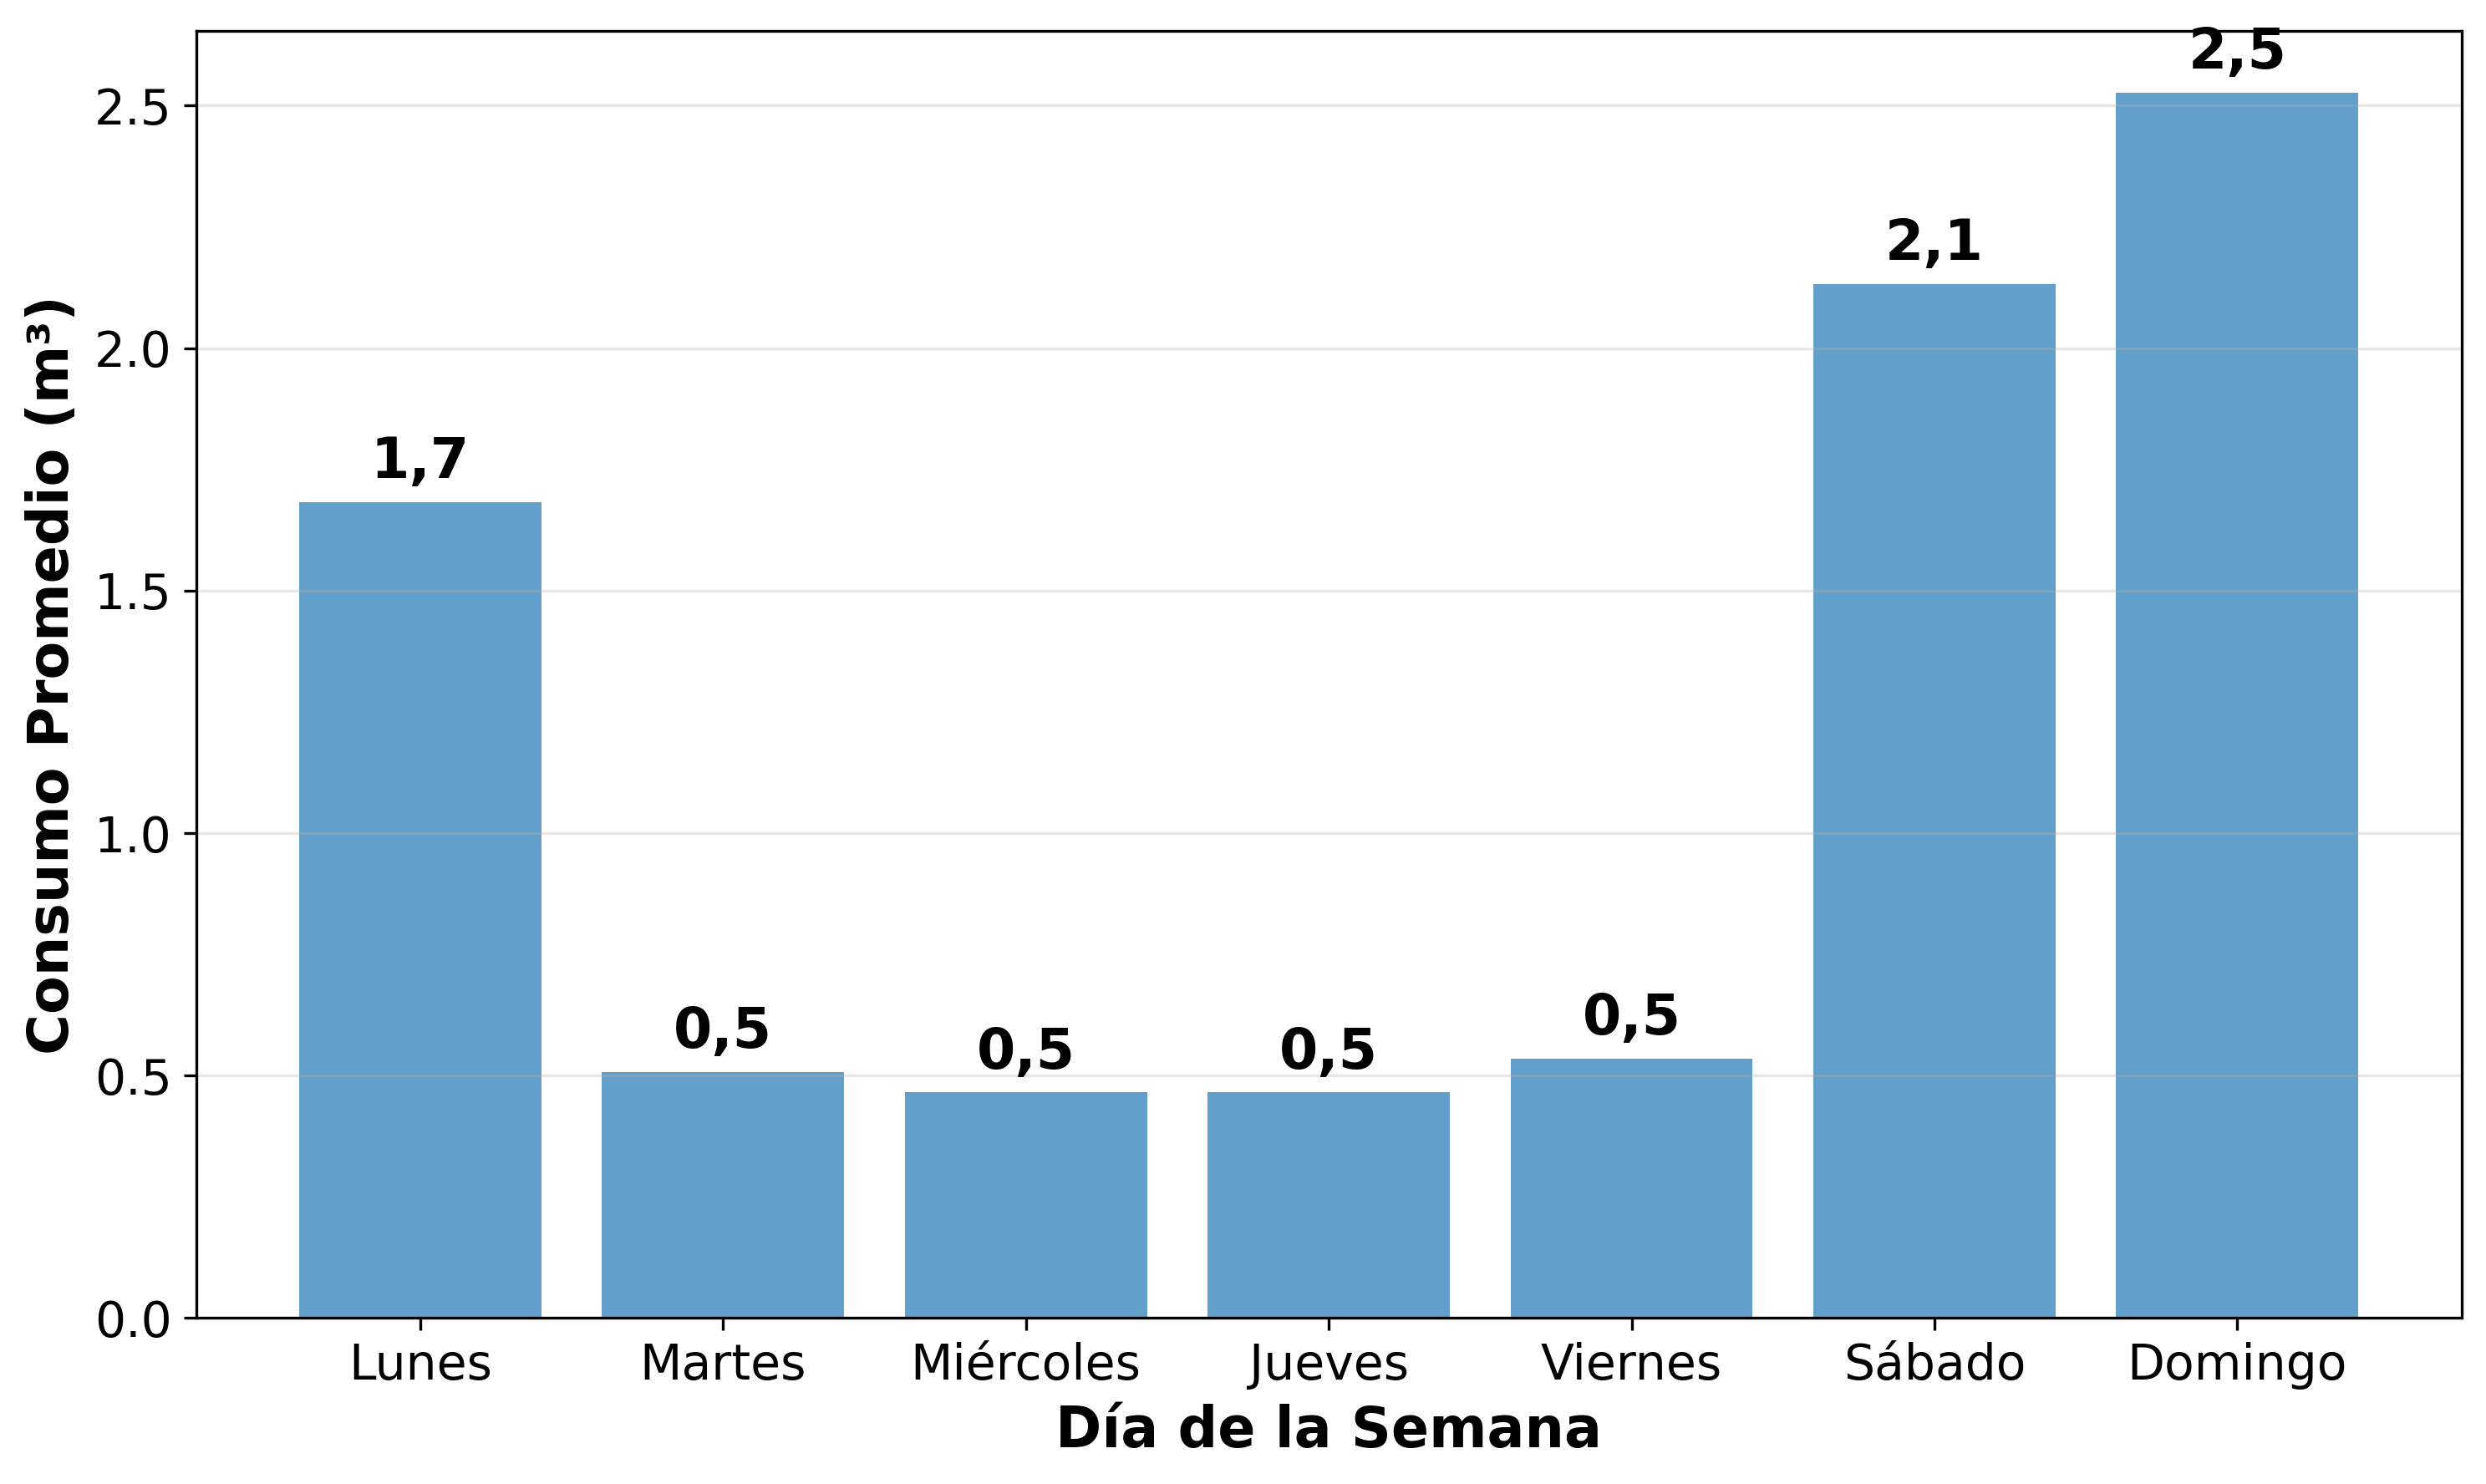 Consumo Promedio (m³)
2.5
2.0
1.5
1.0
0.5
0.0
1,7
0,5
0,5
0,5
0,5
2,1
2,5
Lunes
Martes
Miércoles
Jueves
Viernes
Sábado
Domingo
Día de la Semana